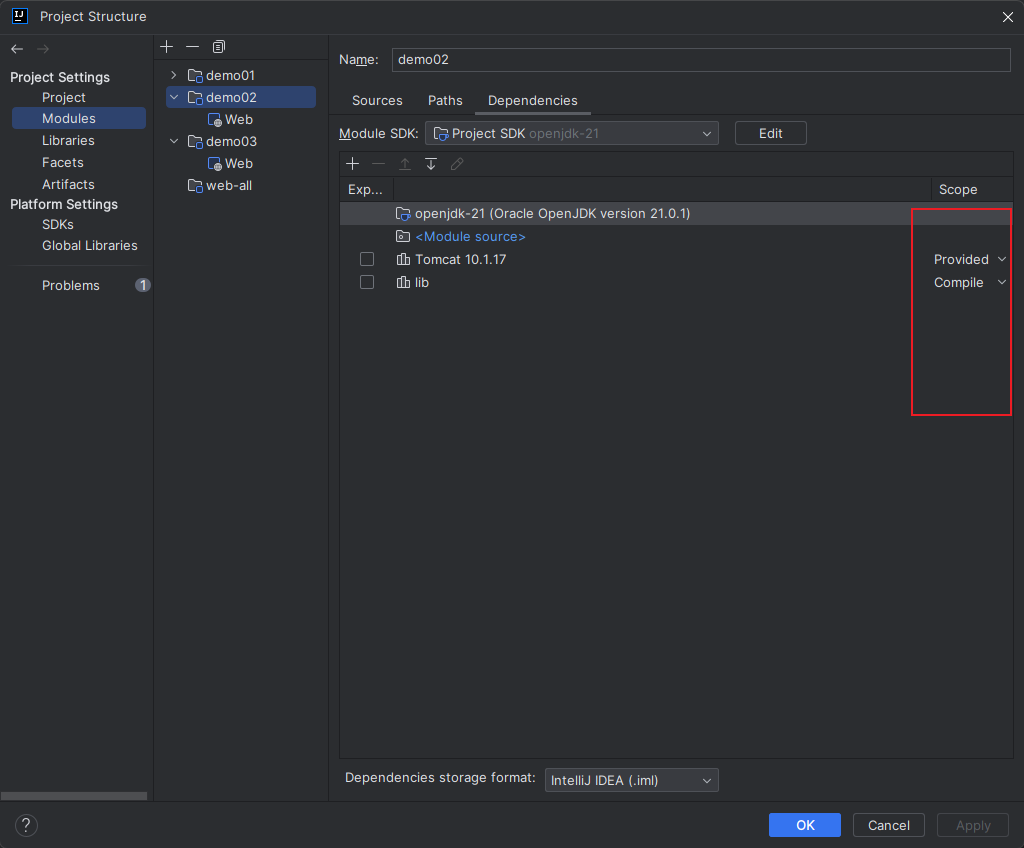 Project Structure
Project Settings
Project
Modules
Libraries
Facets
Artifacts
Platform Settings
SDKs
Global Libraries
Problems 1
demo01
demo02
Web
demo03
Web
web-all
Name: demo02
Sources Paths Dependencies
Module SDK: Project SDK openjdk-21 Edit
Exp... Scope
openjdk-21 (Oracle OpenJDK version 21.0.1)
<Module source>
Tomcat 10.1.17 Provided
lib Compile
Dependencies storage format: IntelliJ IDEA (.iml)
? OK Cancel Apply